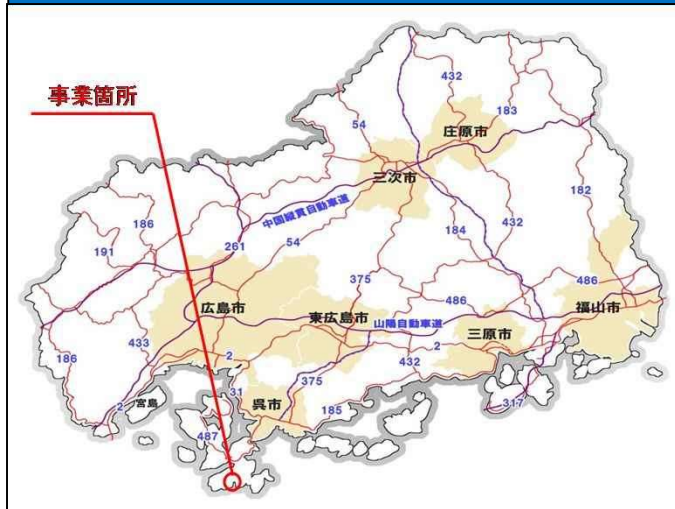 事業箇所
432
183
54
庄原市
三次市
182
中国縦貫自動車道
186
54
184
432
191
261
375
486
486
広島市
東広島市
山陽自動車道
三原市
福山市
433
2
2
432
186
31
375
呉市
185
2
宮島
317
487